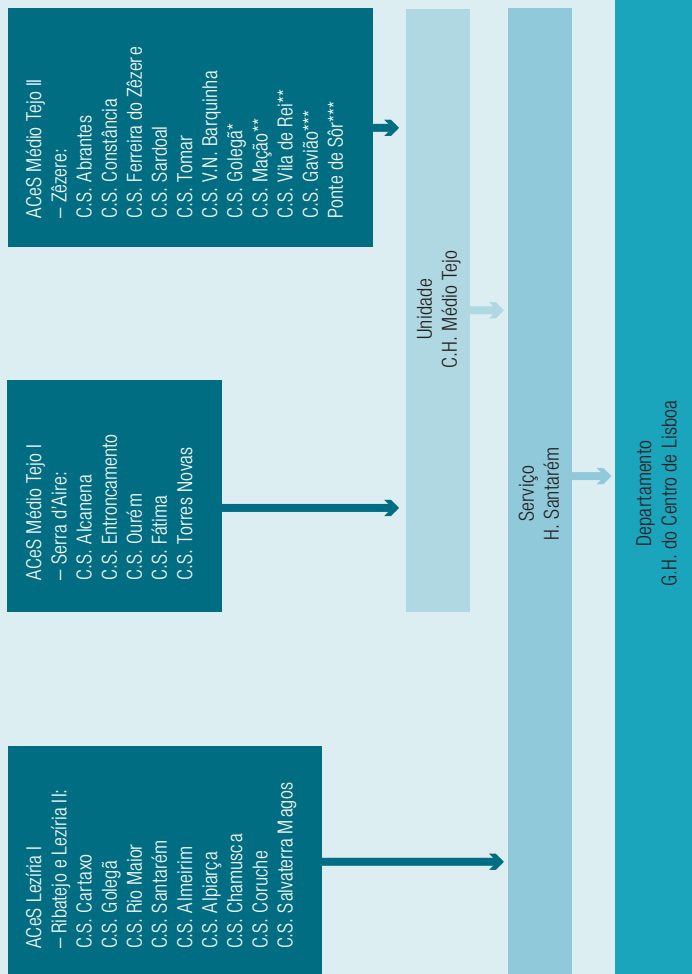 ACeS Lezíria I
– Ribatejo e Lezíria II:
C.S. Cartaxo
C.S. Golegã
C.S. Rio Maior
C.S. Santarém
C.S. Almeirim
C.S. Alpiarça
C.S. Chamusca
C.S. Coruche
C.S. Salvaterra Magos
ACeS Médio Tejo I
– Serra d'Aire:
C.S. Alcanena
C.S. Entroncamento
C.S. Ourém
C.S. Fátima
C.S. Torres Novas
ACeS Médio Tejo II
– Zêzere:
C.S. Abrantes
C.S. Constância
C.S. Ferreira do Zêzere
C.S. Sardoal
C.S. Tomar
C.S. V.N. Barquinha
C.S. Golegã*
C.S. Mação**
C.S. Vila de Rei**
C.S. Gavião***
Ponte de Sôr***
Unidade
C.H. Médio Tejo
Serviço
H. Santarém
Departamento
G.H. do Centro de Lisboa